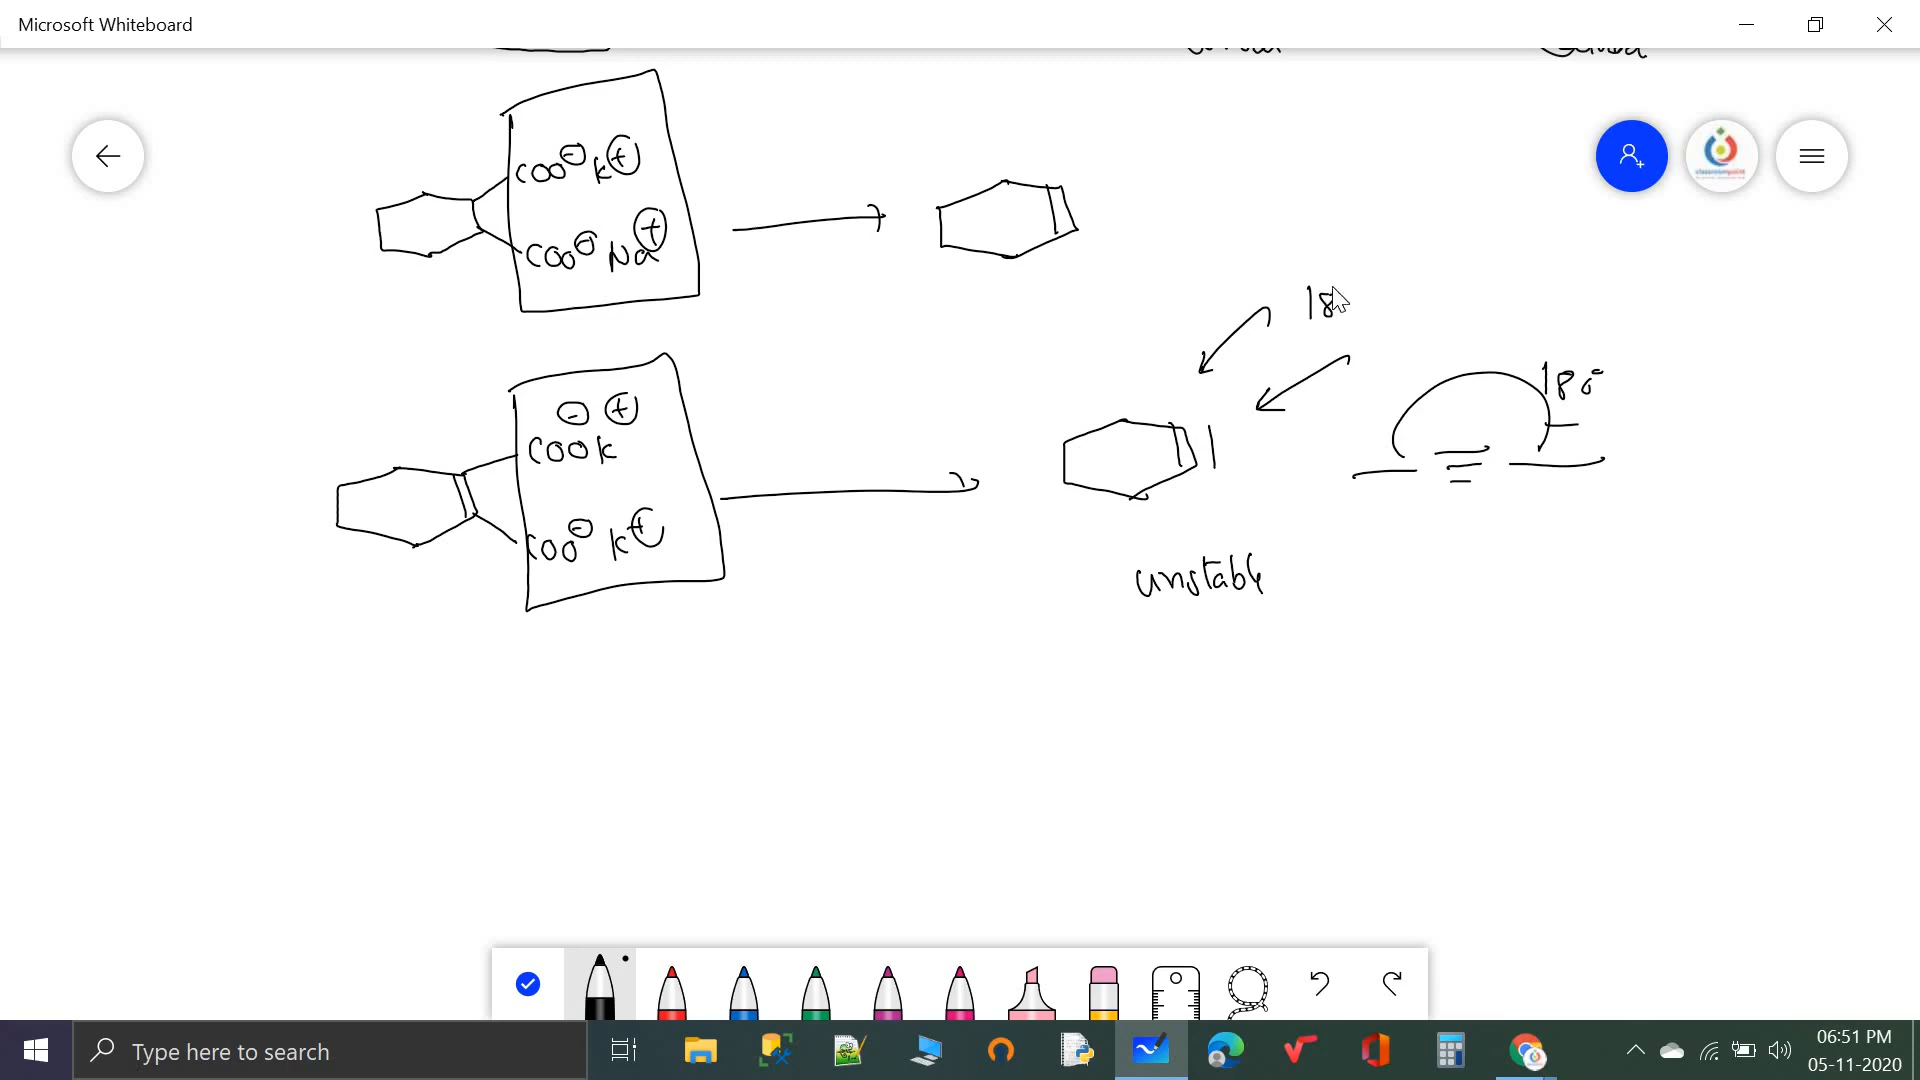 Microsoft Whiteboard
COO⊖ K⊕
COO⊖ Na⊕
18
180°
⊖ ⊕
COOK
COO⊖ K⊕
unstable
Type here to search
06:51 PM
05-11-2020